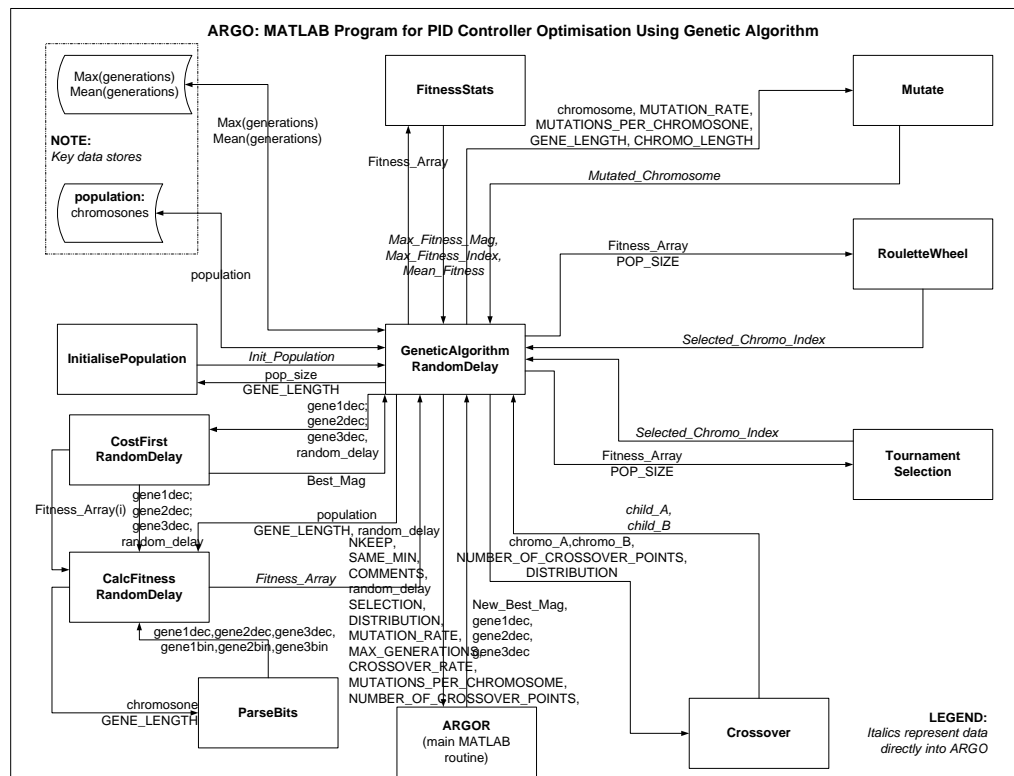 ARGO: MATLAB Program for PID Controller Optimisation Using Genetic Algorithm
Max(generations)
Mean(generations)
NOTE:
Key data stores
population:
chromosones
Max(generations)
Mean(generations)
population
FitnessStats
Fitness_Array
Max_Fitness_Mag,
Max_Fitness_Index,
Mean_Fitness
chromosome, MUTATION_RATE,
MUTATIONS_PER_CHROMOSONE,
GENE_LENGTH, CHROMO_LENGTH
Mutate
Mutated_Chromosome
Fitness_Array
POP_SIZE
RouletteWheel
Selected_Chromo_Index
InitialisePopulation
Init_Population
pop_size
GENE_LENGTH
GeneticAlgorithm
RandomDelay
Selected_Chromo_Index
Fitness_Array
POP_SIZE
Tournament
Selection
gene1dec;
gene2dec;
gene3dec,
random_delay
CostFirst
RandomDelay
Best_Mag
Fitness_Array(i)
gene1dec;
gene2dec;
gene3dec,
random_delay
population
GENE_LENGTH, random_delay
CalcFitness
RandomDelay
Fitness_Array
gene1dec,gene2dec,gene3dec,
gene1bin,gene2bin,gene3bin
chromosone
GENE_LENGTH
ParseBits
NKEEP,
SAME_MIN,
COMMENTS,
random_delay
SELECTION,
DISTRIBUTION,
MUTATION_RATE,
MAX_GENERATIONS,
CROSSOVER_RATE,
MUTATIONS_PER_CHROMOSOME,
NUMBER_OF_CROSSOVER_POINTS,
New_Best_Mag,
gene1dec,
gene2dec,
gene3dec
ARGOR
(main MATLAB
routine)
child_A,
child_B
chromo_A,chromo_B,
NUMBER_OF_CROSSOVER_POINTS,
DISTRIBUTION
Crossover
LEGEND:
Italics represent data
directly into ARGO